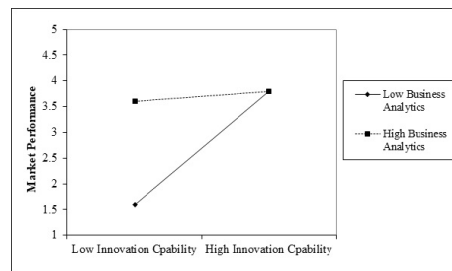 5
4.5
4
3.5
3
2.5
2
1.5
1
Market Performance
Low Innovation Cpability
High Innovation Cpability
Low Business
Analytics
High Business
Analytics